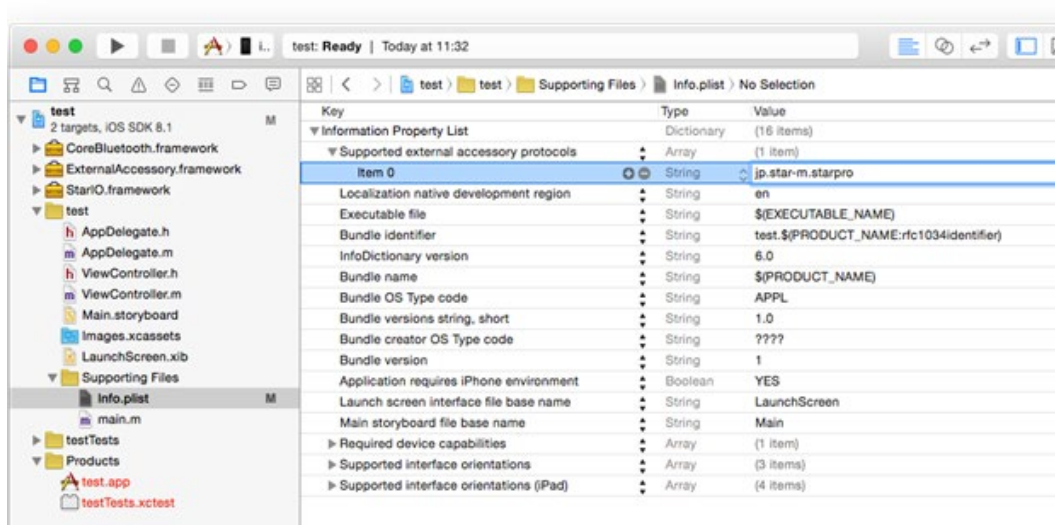 i.. test: Ready | Today at 11:32
test test Supporting Files Info.plist No Selection
test M
2 targets, iOS SDK 8.1
CoreBluetooth.framework
ExternalAccessory.framework
StarIO.framework
test
h AppDelegate.h
m AppDelegate.m
h ViewController.h
m ViewController.m
Main.storyboard
Images.xcassets
LaunchScreen.xib
Supporting Files
Info.plist M
m main.m
testTests
Products
test.app
testTests.xctest
Key Type Value
Information Property List Dictionary (16 items)
Supported external accessory protocols Array (1 item)
Item 0 String jp.star-m.starpro
Localization native development region String en
Executable file String $(EXECUTABLE_NAME)
Bundle identifier String test.$(PRODUCT_NAME:rfc1034identifier)
InfoDictionary version String 6.0
Bundle name String $(PRODUCT_NAME)
Bundle OS Type code String APPL
Bundle versions string, short String 1.0
Bundle creator OS Type code String ????
Bundle version String 1
Application requires iPhone environment Boolean YES
Launch screen interface file base name String LaunchScreen
Main storyboard file base name String Main
Required device capabilities Array (1 item)
Supported interface orientations Array (3 items)
Supported interface orientations (iPad) Array (4 items)